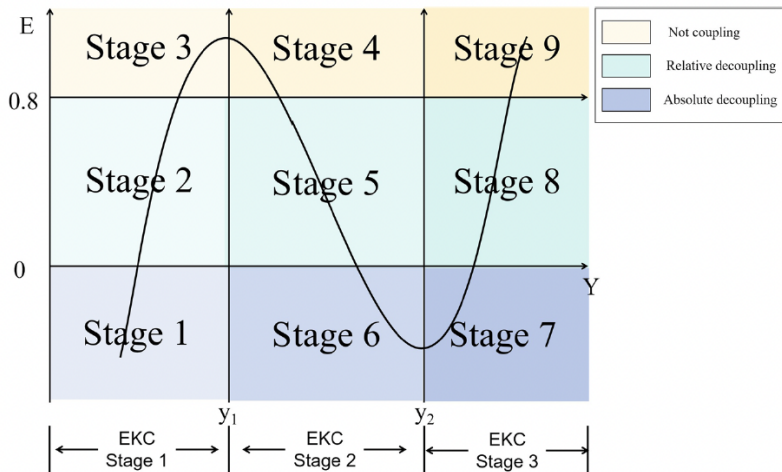 E
Stage 3
Stage 4
Stage 9
Not coupling
Relative decoupling
Absolute decoupling
0.8
Stage 2
Stage 5
Stage 8
0
Y
Stage 1
Stage 6
Stage 7
y₁
y₂
EKC
Stage 1
EKC
Stage 2
EKC
Stage 3